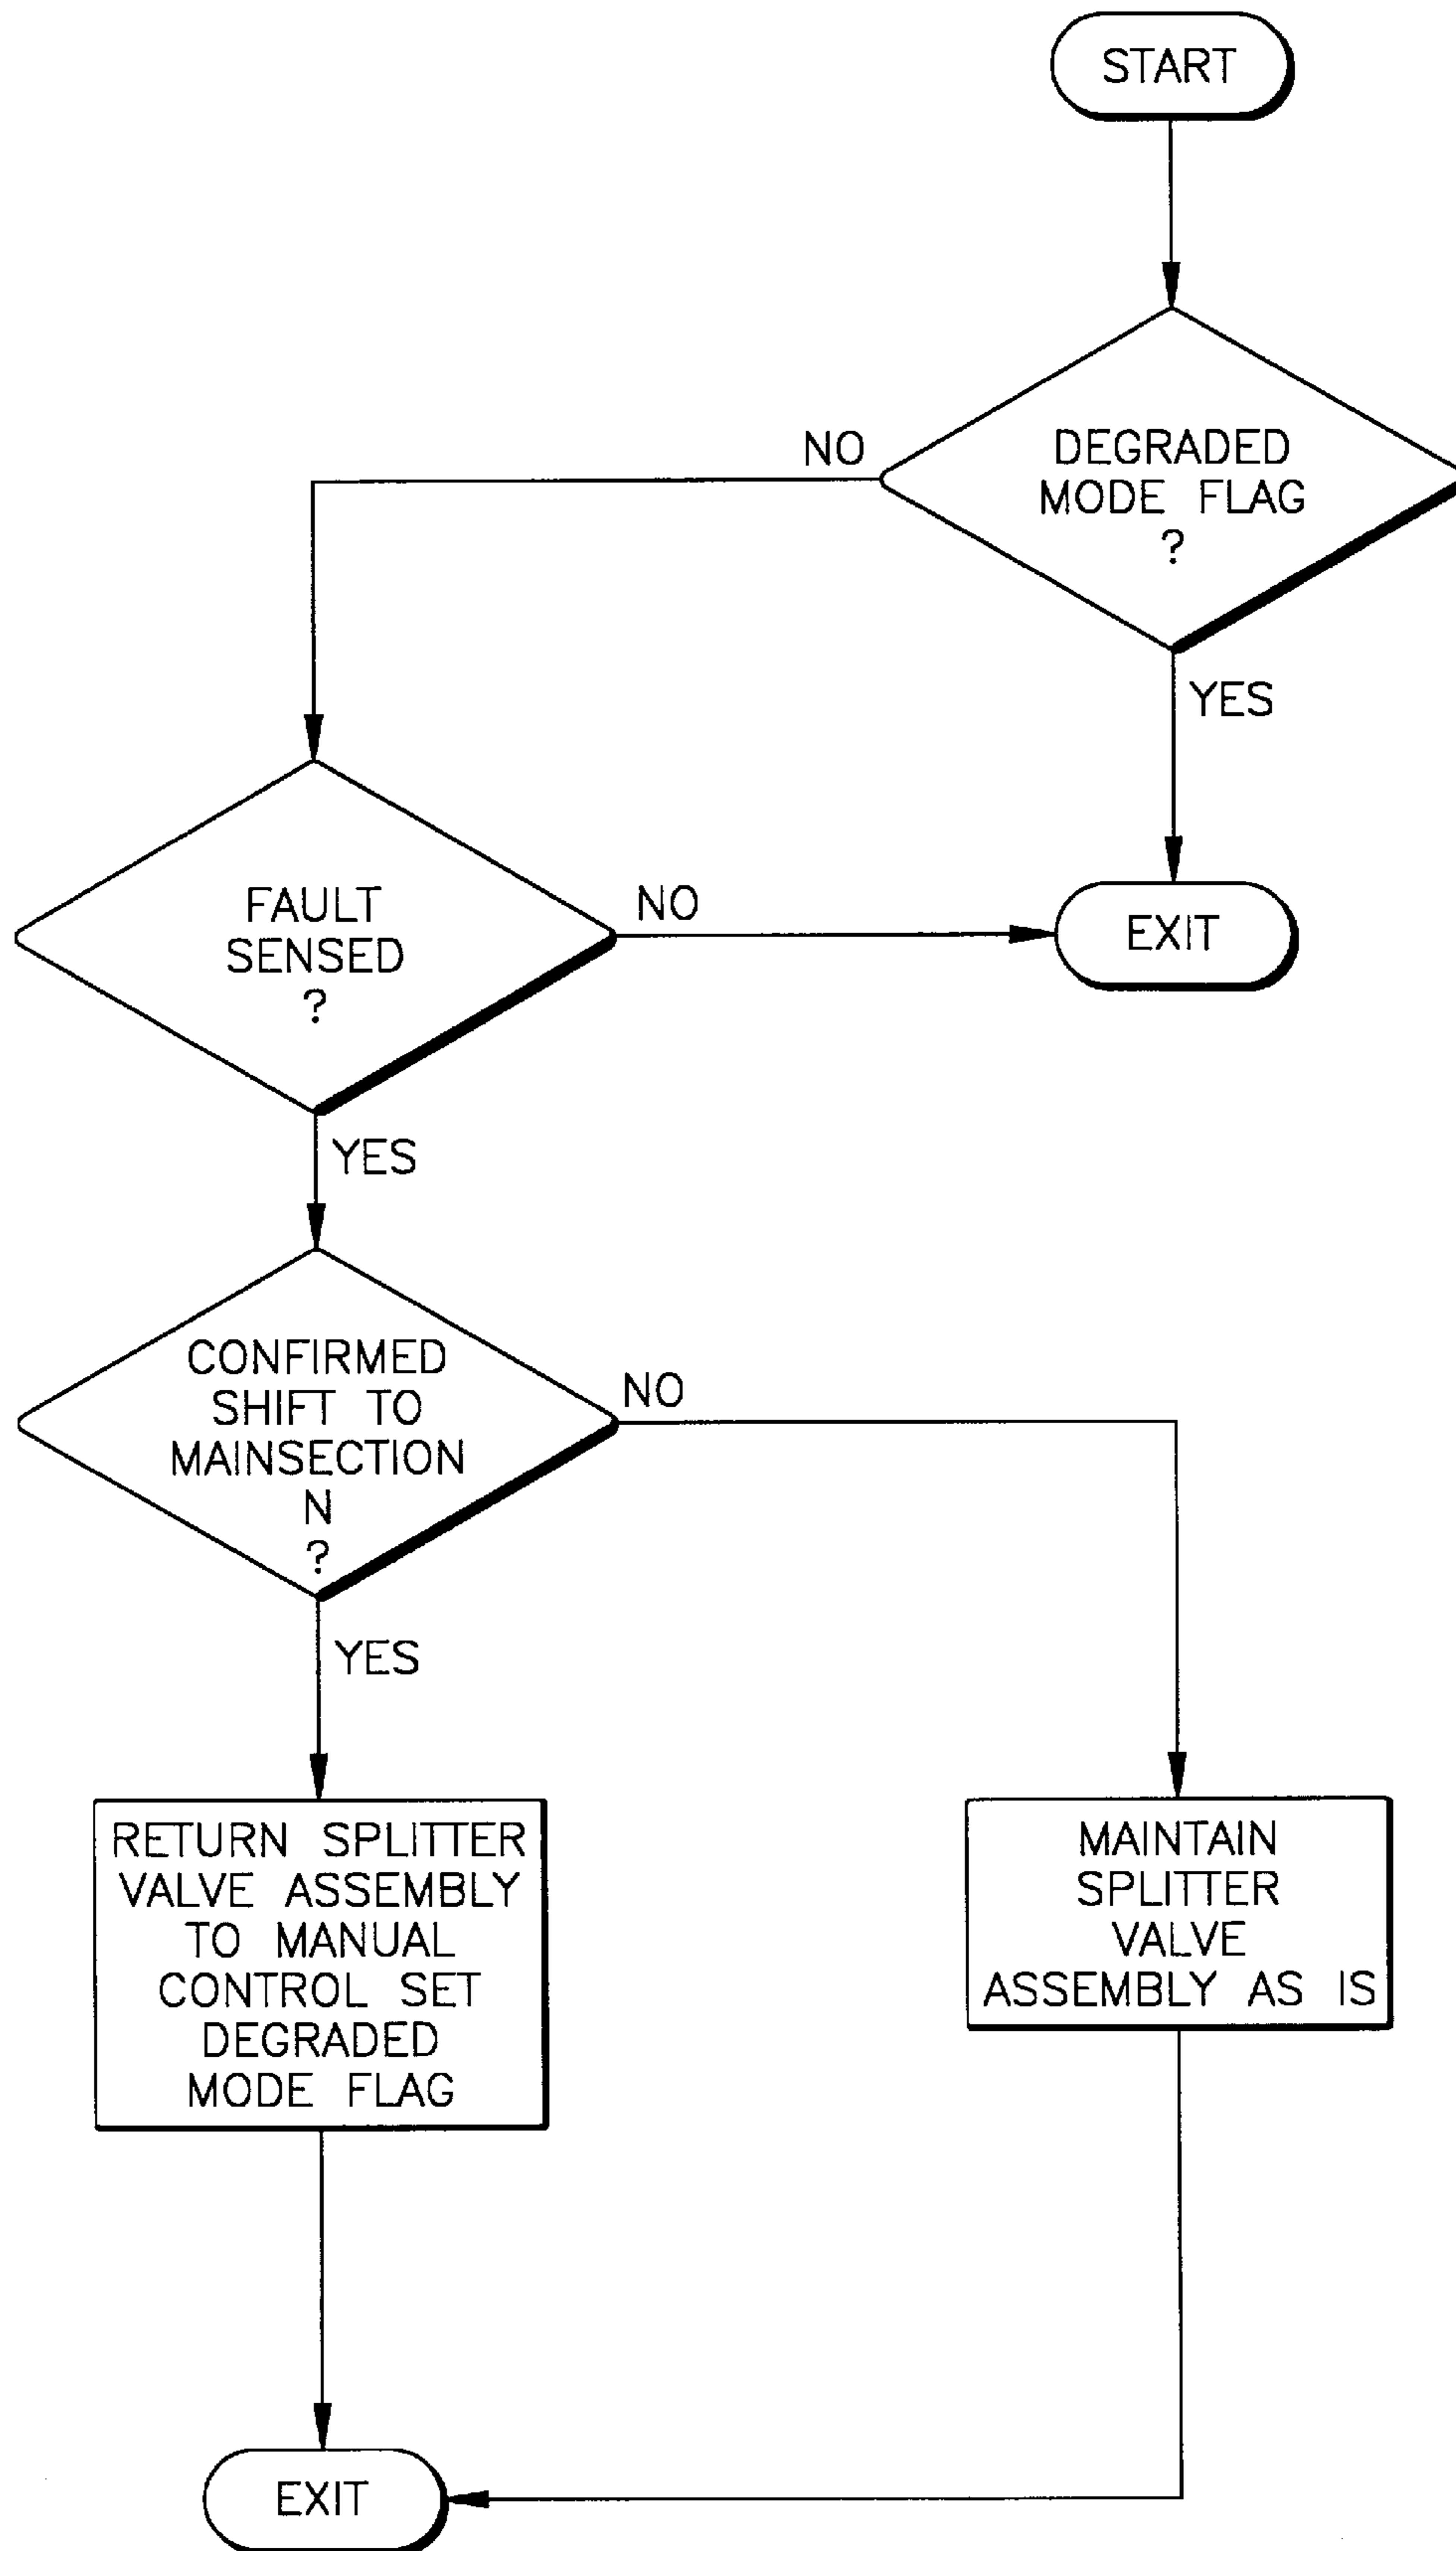 START
DEGRADED
MODE FLAG
?
NO
YES
FAULT
SENSED
?
NO
EXIT
YES
CONFIRMED
SHIFT TO
MAINSECTION
N
?
NO
YES
RETURN SPLITTER
VALVE ASSEMBLY
TO MANUAL
CONTROL SET
DEGRADED
MODE FLAG
MAINTAIN
SPLITTER
VALVE
ASSEMBLY AS IS
EXIT